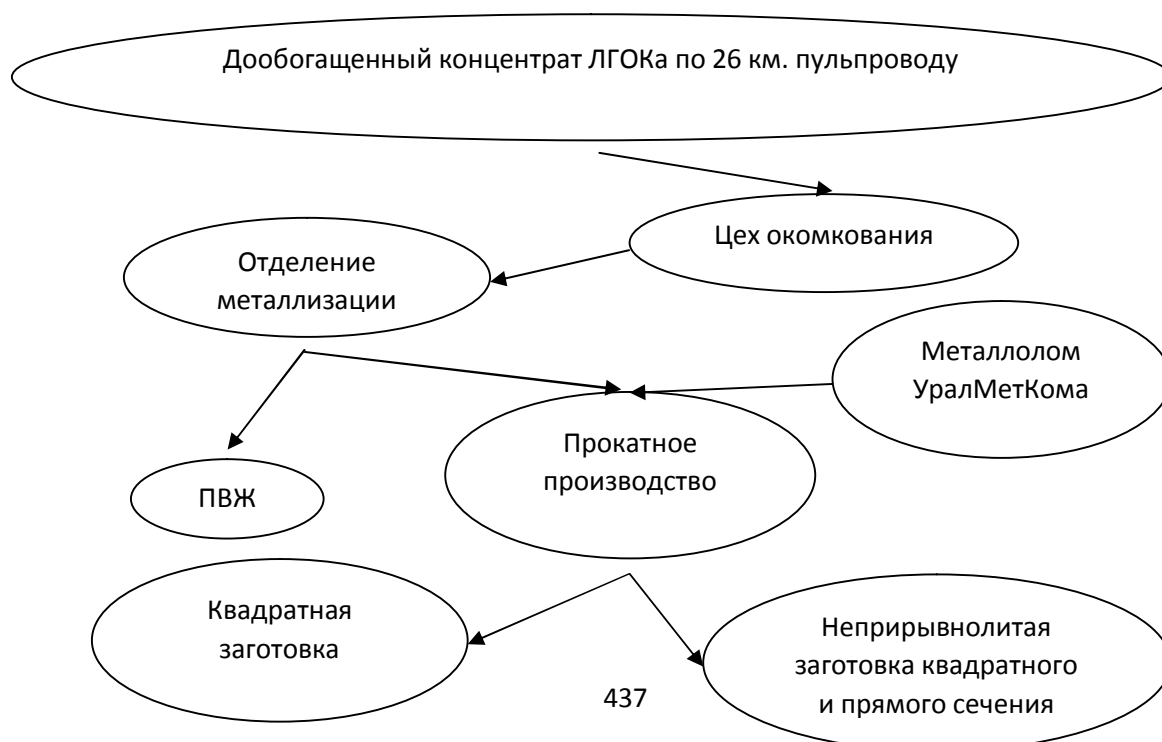 Дообогащенный концентрат ЛГОКа по 26 км. пульпроводу
Цех окомкования
Отделение
металлизации
Металлолом
УралМетКома
Прокатное
производство
ПВЖ
Квадратная
заготовка
Неприрывнолитая
заготовка квадратного
и прямого сечения
437